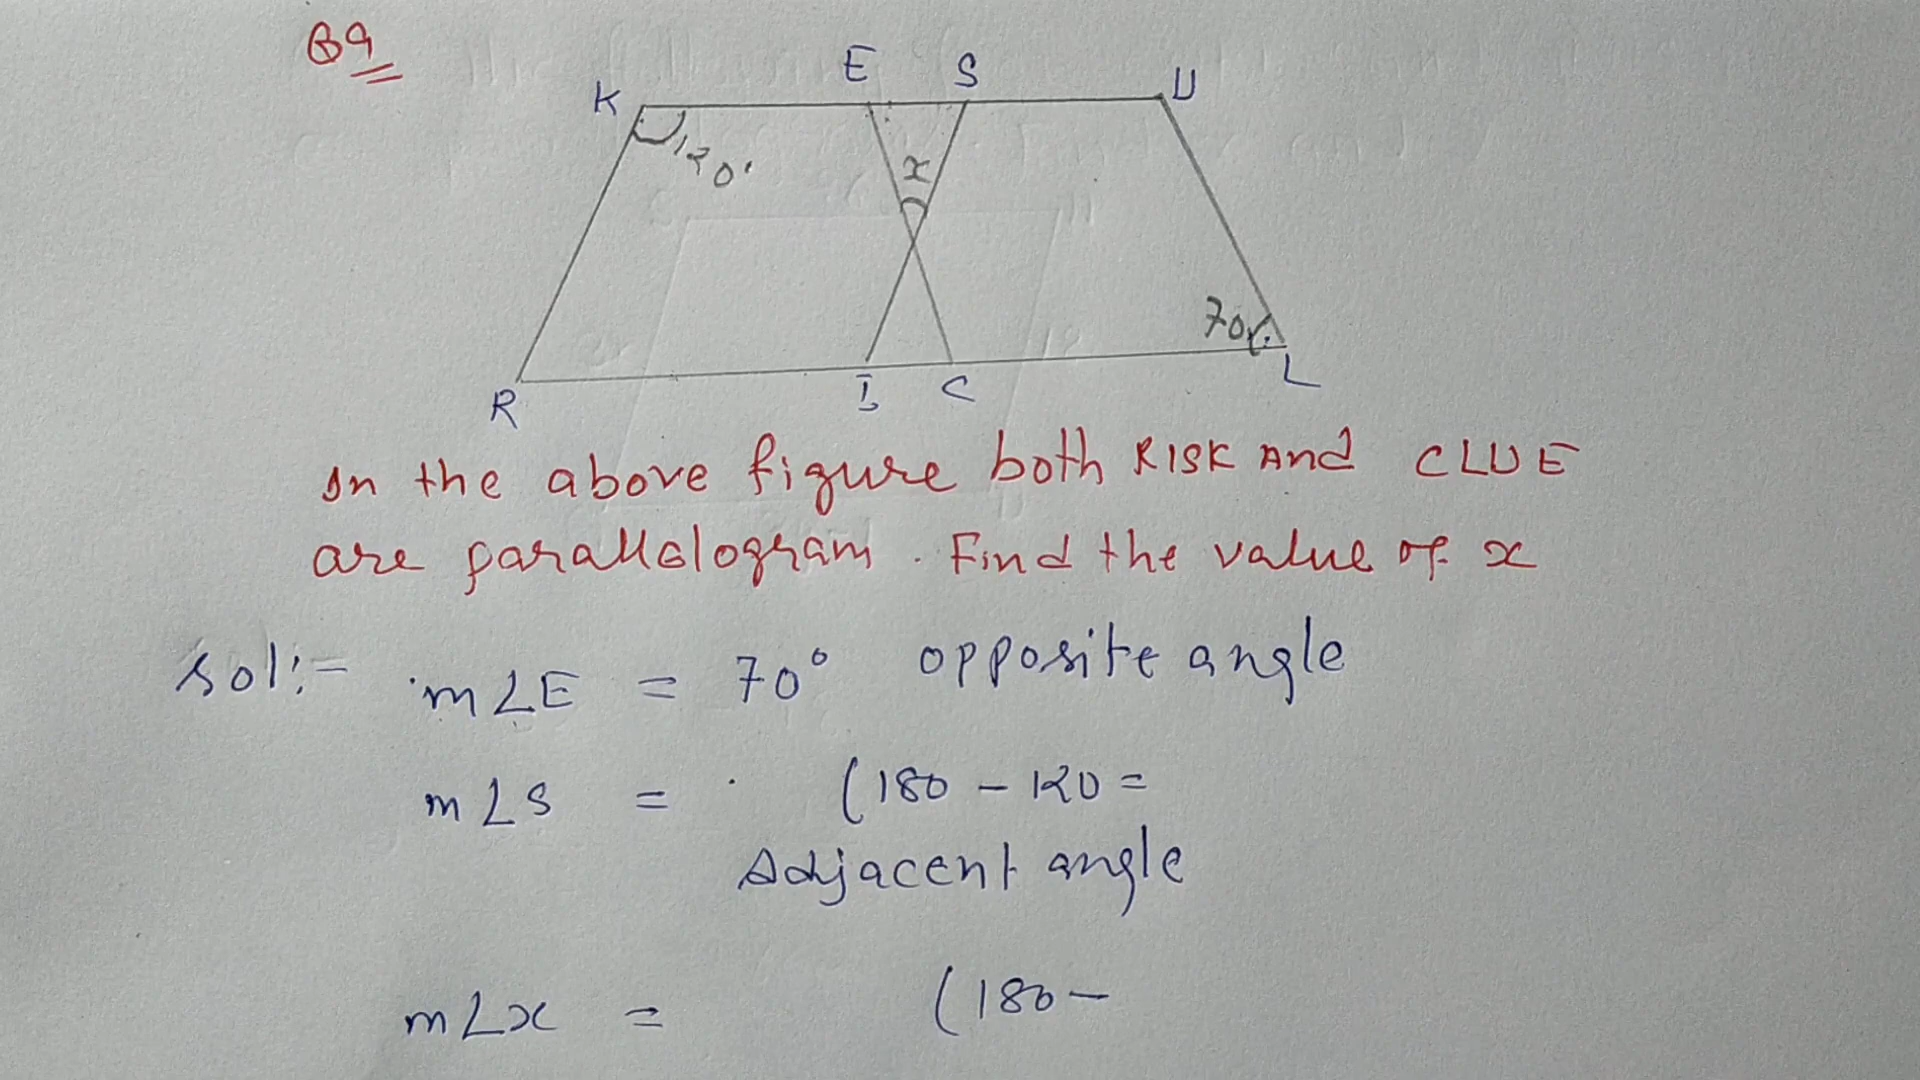 Q9
E S
K U
120°
x
70
R I C L
In the above figure both RISK And CLUE
are parallelogram. Find the value of x
Sol:- m∠E = 70° opposite angle
m∠S = (180 - 120 =
Adjacent angle
m∠x = (180-